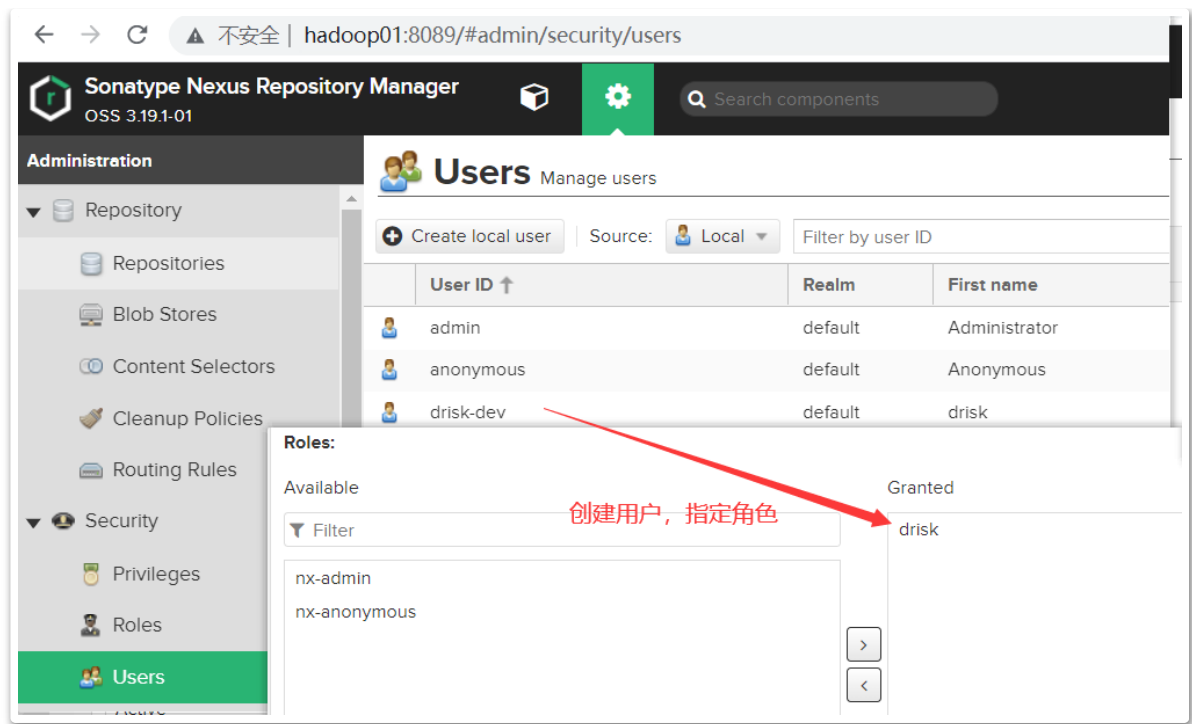 不安全 | hadoop01:8089/#admin/security/users
Sonatype Nexus Repository Manager
OSS 3.19.1-01
Search components
Administration
Repository
Repositories
Blob Stores
Content Selectors
Cleanup Policies
Routing Rules
Security
Privileges
Roles
Users
Users Manage users
Create local user Source: Local Filter by user ID
User ID Realm First name
admin default Administrator
anonymous default Anonymous
drisk-dev default drisk
Roles:
Available Granted
创建用户，指定角色
Filter
drisk
nx-admin
nx-anonymous